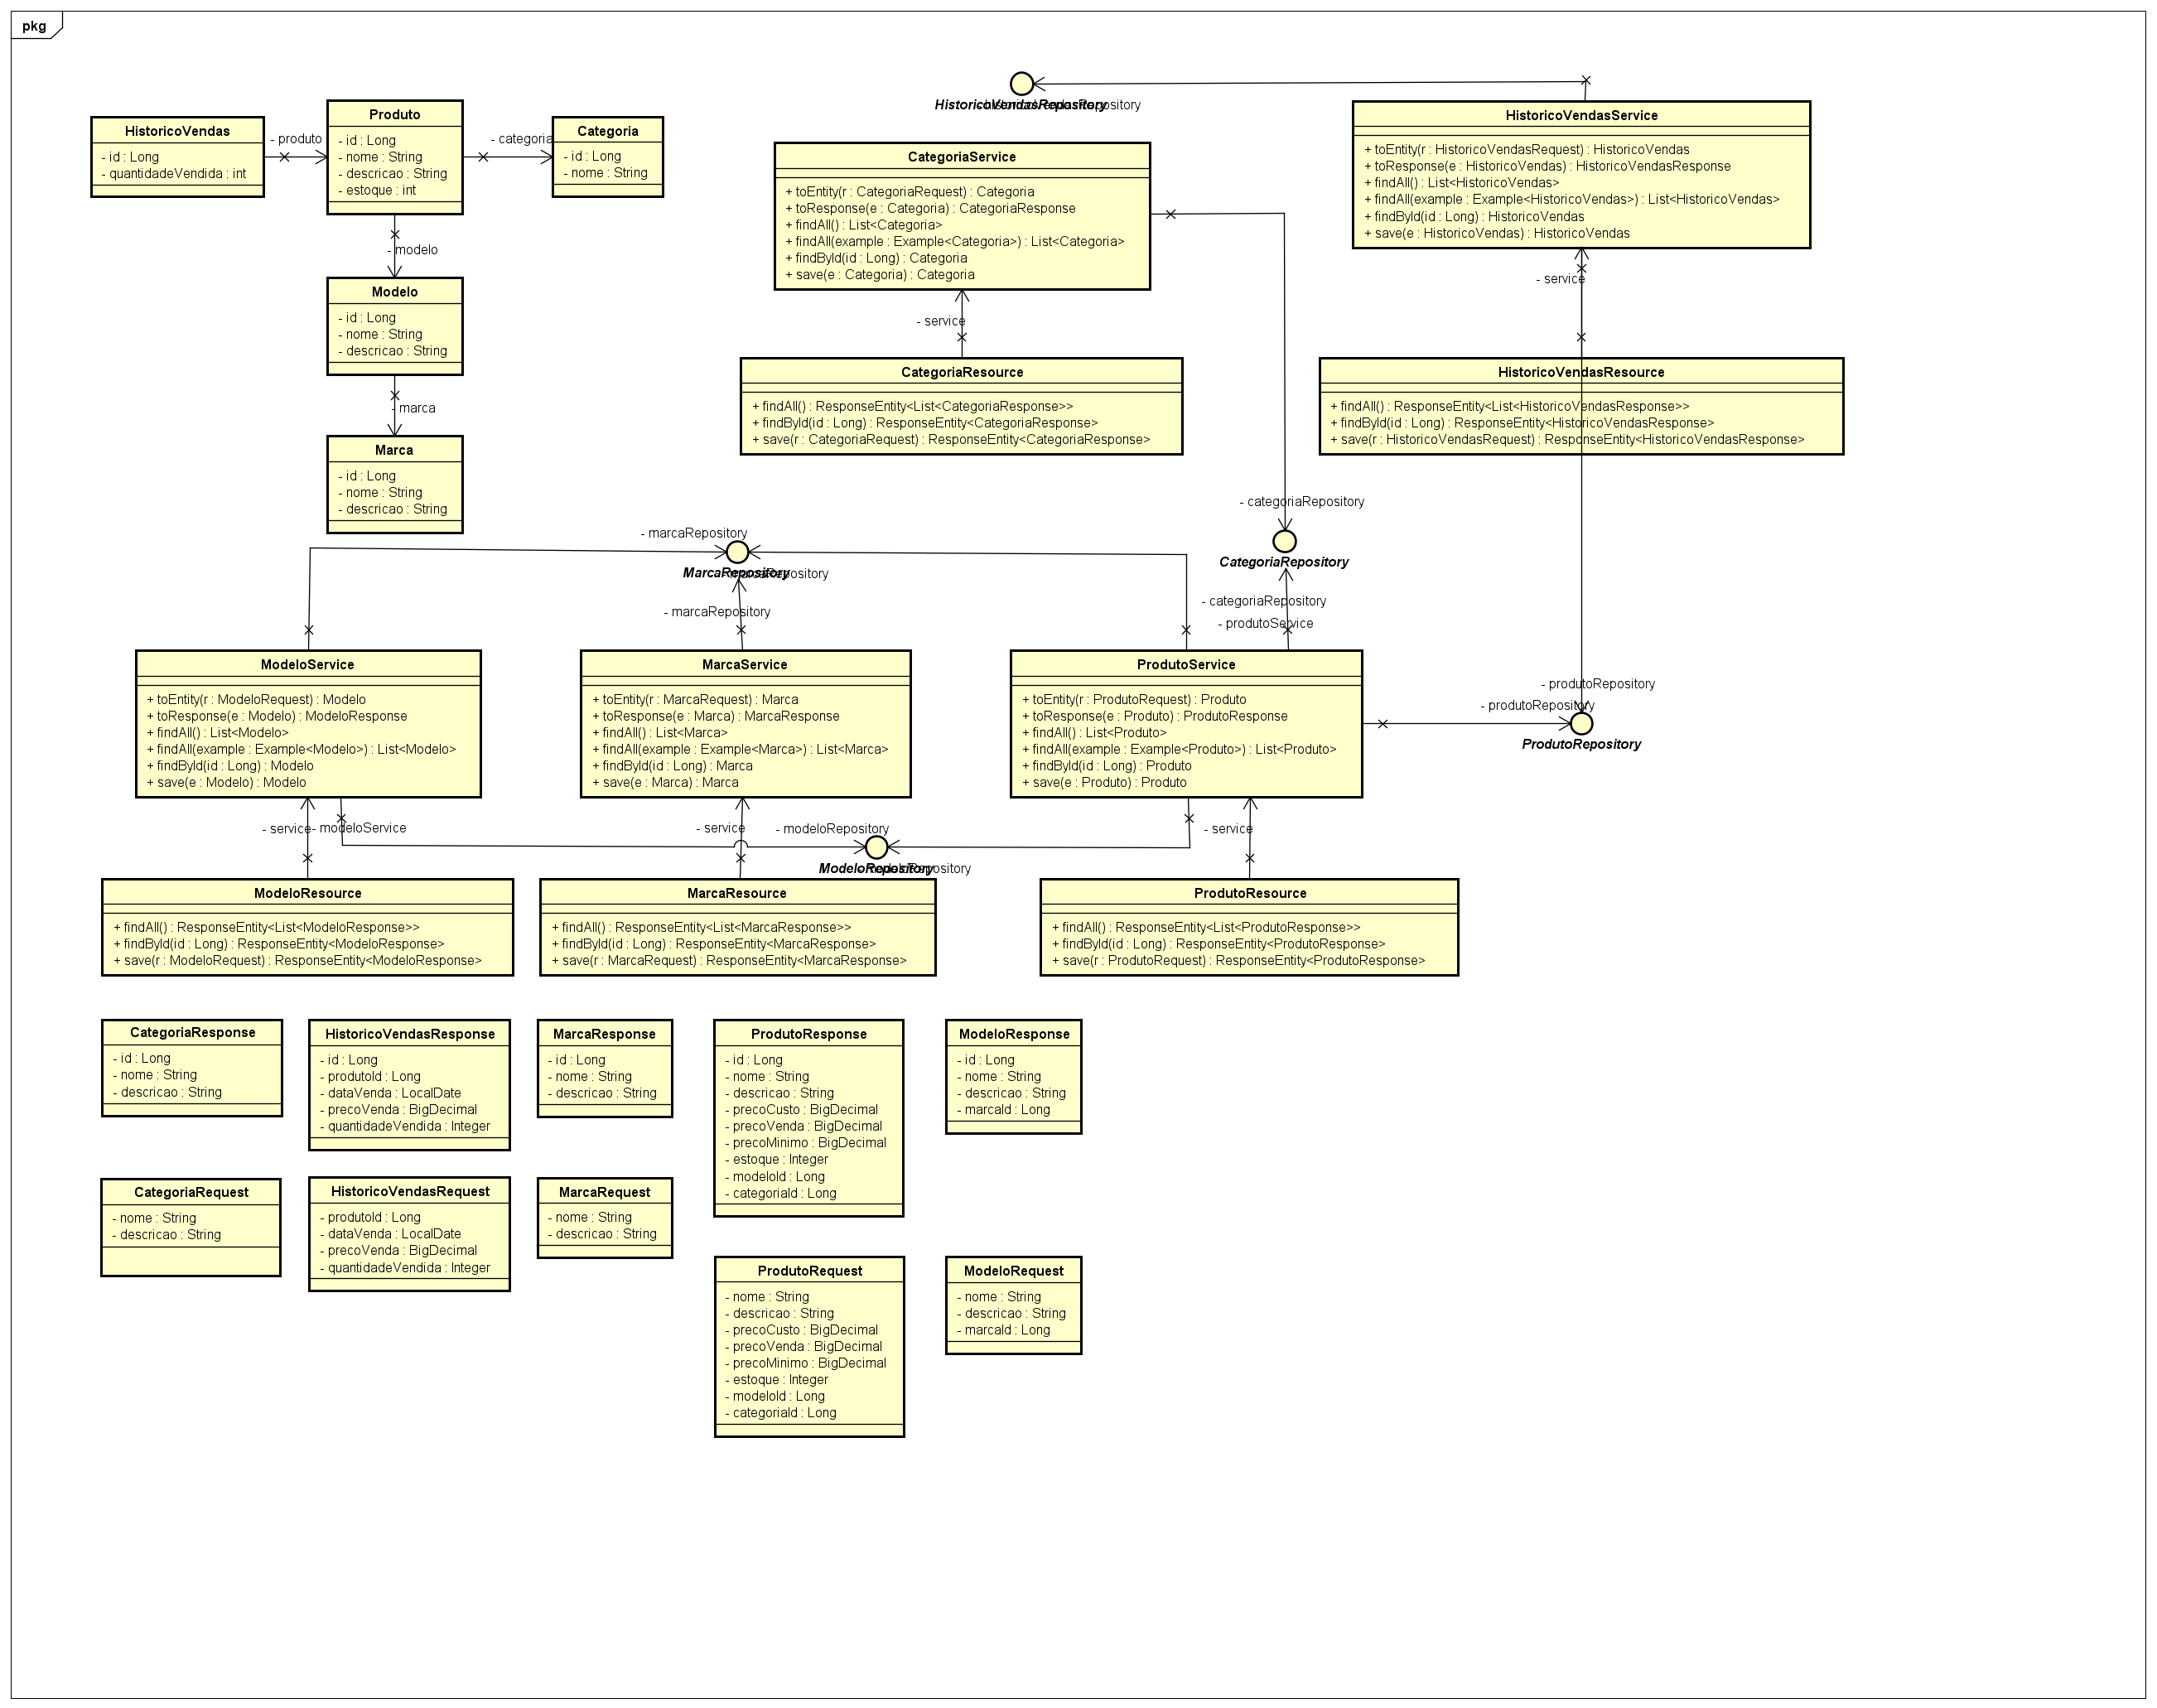 pkg
HistoricoVendas
- id : Long
- quantidadeVendida : int
- produto
Produto
- id : Long
- nome : String
- descricao : String
- estoque : int
- categoria
Categoria
- id : Long
- nome : String
- modelo
Modelo
- id : Long
- nome : String
- descricao : String
- marca
Marca
- id : Long
- nome : String
- descricao : String
HistoricoVendasRepository
CategoriaService
+ toEntity(r : CategoriaRequest) : Categoria
+ toResponse(e : Categoria) : CategoriaResponse
+ findAll() : List<Categoria>
+ findAll(example : Example<Categoria>) : List<Categoria>
+ findById(id : Long) : Categoria
+ save(e : Categoria) : Categoria
HistoricoVendasService
+ toEntity(r : HistoricoVendasRequest) : HistoricoVendas
+ toResponse(e : HistoricoVendas) : HistoricoVendasResponse
+ findAll() : List<HistoricoVendas>
+ findAll(example : Example<HistoricoVendas>) : List<HistoricoVendas>
+ findById(id : Long) : HistoricoVendas
+ save(e : HistoricoVendas) : HistoricoVendas
- service
- service
CategoriaResource
+ findAll() : ResponseEntity<List<CategoriaResponse>>
+ findById(id : Long) : ResponseEntity<CategoriaResponse>
+ save(r : CategoriaRequest) : ResponseEntity<CategoriaResponse>
HistoricoVendasResource
+ findAll() : ResponseEntity<List<HistoricoVendasResponse>>
+ findById(id : Long) : ResponseEntity<HistoricoVendasResponse>
+ save(r : HistoricoVendasRequest) : ResponseEntity<HistoricoVendasResponse>
- categoriaRepository
CategoriaRepository
- categoriaRepository
- produtoService
- marcaRepository
MarcaRepository
- marcaRepository
ModeloService
+ toEntity(r : ModeloRequest) : Modelo
+ toResponse(e : Modelo) : ModeloResponse
+ findAll() : List<Modelo>
+ findAll(example : Example<Modelo>) : List<Modelo>
+ findById(id : Long) : Modelo
+ save(e : Modelo) : Modelo
MarcaService
+ toEntity(r : MarcaRequest) : Marca
+ toResponse(e : Marca) : MarcaResponse
+ findAll() : List<Marca>
+ findAll(example : Example<Marca>) : List<Marca>
+ findById(id : Long) : Marca
+ save(e : Marca) : Marca
ProdutoService
+ toEntity(r : ProdutoRequest) : Produto
+ toResponse(e : Produto) : ProdutoResponse
+ findAll() : List<Produto>
+ findAll(example : Example<Produto>) : List<Produto>
+ findById(id : Long) : Produto
+ save(e : Produto) : Produto
- produtoRepository
- produtoRepository
ProdutoRepository
- service
- modeloService
- service
- modeloRepository
ModeloRepository
- service
ModeloResource
+ findAll() : ResponseEntity<List<ModeloResponse>>
+ findById(id : Long) : ResponseEntity<ModeloResponse>
+ save(r : ModeloRequest) : ResponseEntity<ModeloResponse>
MarcaResource
+ findAll() : ResponseEntity<List<MarcaResponse>>
+ findById(id : Long) : ResponseEntity<MarcaResponse>
+ save(r : MarcaRequest) : ResponseEntity<MarcaResponse>
ProdutoResource
+ findAll() : ResponseEntity<List<ProdutoResponse>>
+ findById(id : Long) : ResponseEntity<ProdutoResponse>
+ save(r : ProdutoRequest) : ResponseEntity<ProdutoResponse>
CategoriaResponse
- id : Long
- nome : String
- descricao : String
HistoricoVendasResponse
- id : Long
- produtoId : Long
- dataVenda : LocalDate
- precoVenda : BigDecimal
- quantidadeVendida : Integer
MarcaResponse
- id : Long
- nome : String
- descricao : String
ProdutoResponse
- id : Long
- nome : String
- descricao : String
- precoCusto : BigDecimal
- precoVenda : BigDecimal
- precoMinimo : BigDecimal
- estoque : Integer
- modeloId : Long
- categoriaId : Long
ModeloResponse
- id : Long
- nome : String
- descricao : String
- marcaId : Long
CategoriaRequest
- nome : String
- descricao : String
HistoricoVendasRequest
- produtoId : Long
- dataVenda : LocalDate
- precoVenda : BigDecimal
- quantidadeVendida : Integer
MarcaRequest
- nome : String
- descricao : String
ProdutoRequest
- nome : String
- descricao : String
- precoCusto : BigDecimal
- precoVenda : BigDecimal
- precoMinimo : BigDecimal
- estoque : Integer
- modeloId : Long
- categoriaId : Long
ModeloRequest
- nome : String
- descricao : String
- marcaId : Long